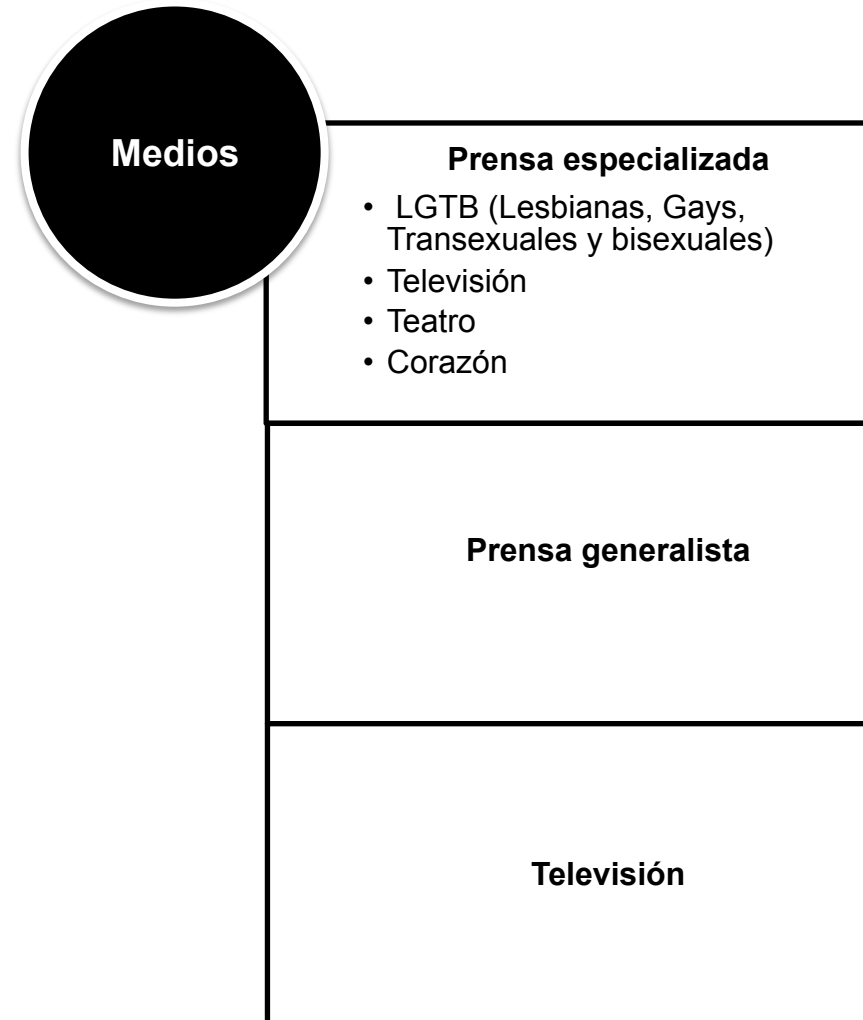 Medios
Prensa especializada
• LGTB (Lesbianas, Gays,
Transexuales y bisexuales)
• Televisión
• Teatro
• Corazón
Prensa generalista
Televisión